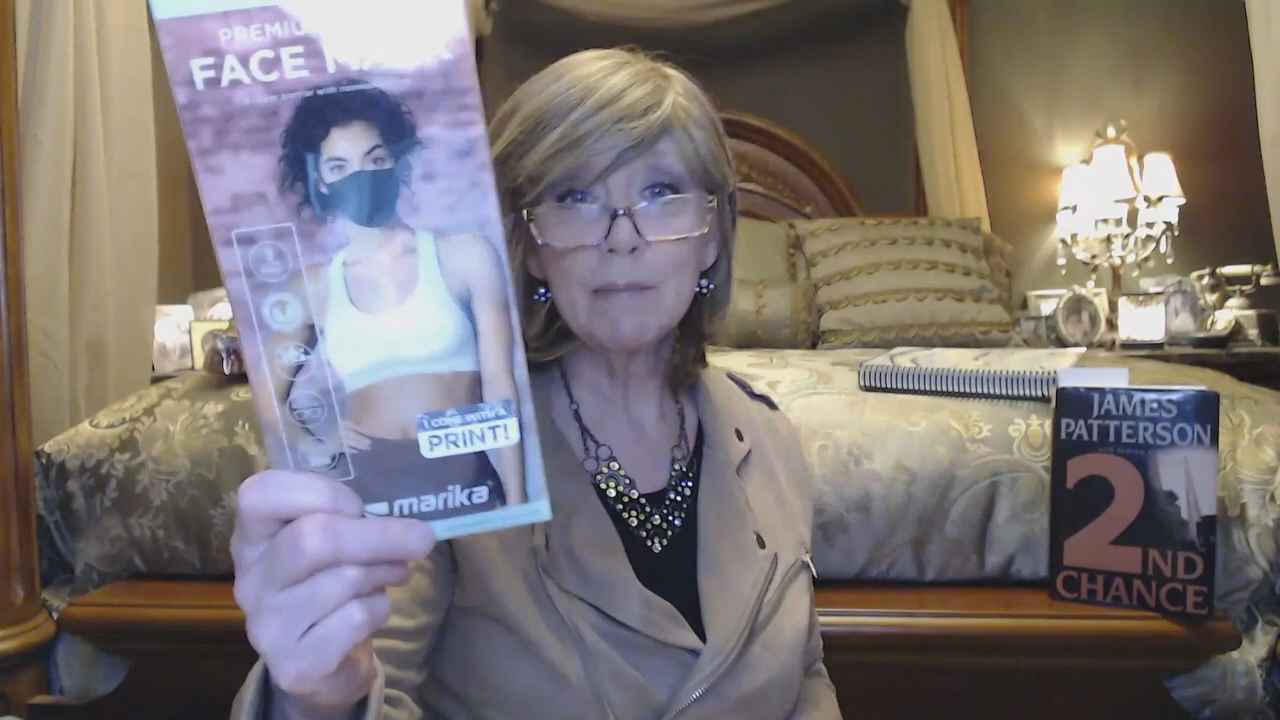 PREMIU
FACE M
I COME WITH A
PRINT!
marika
JAMES
PATTERSON
2
ND
CHANCE